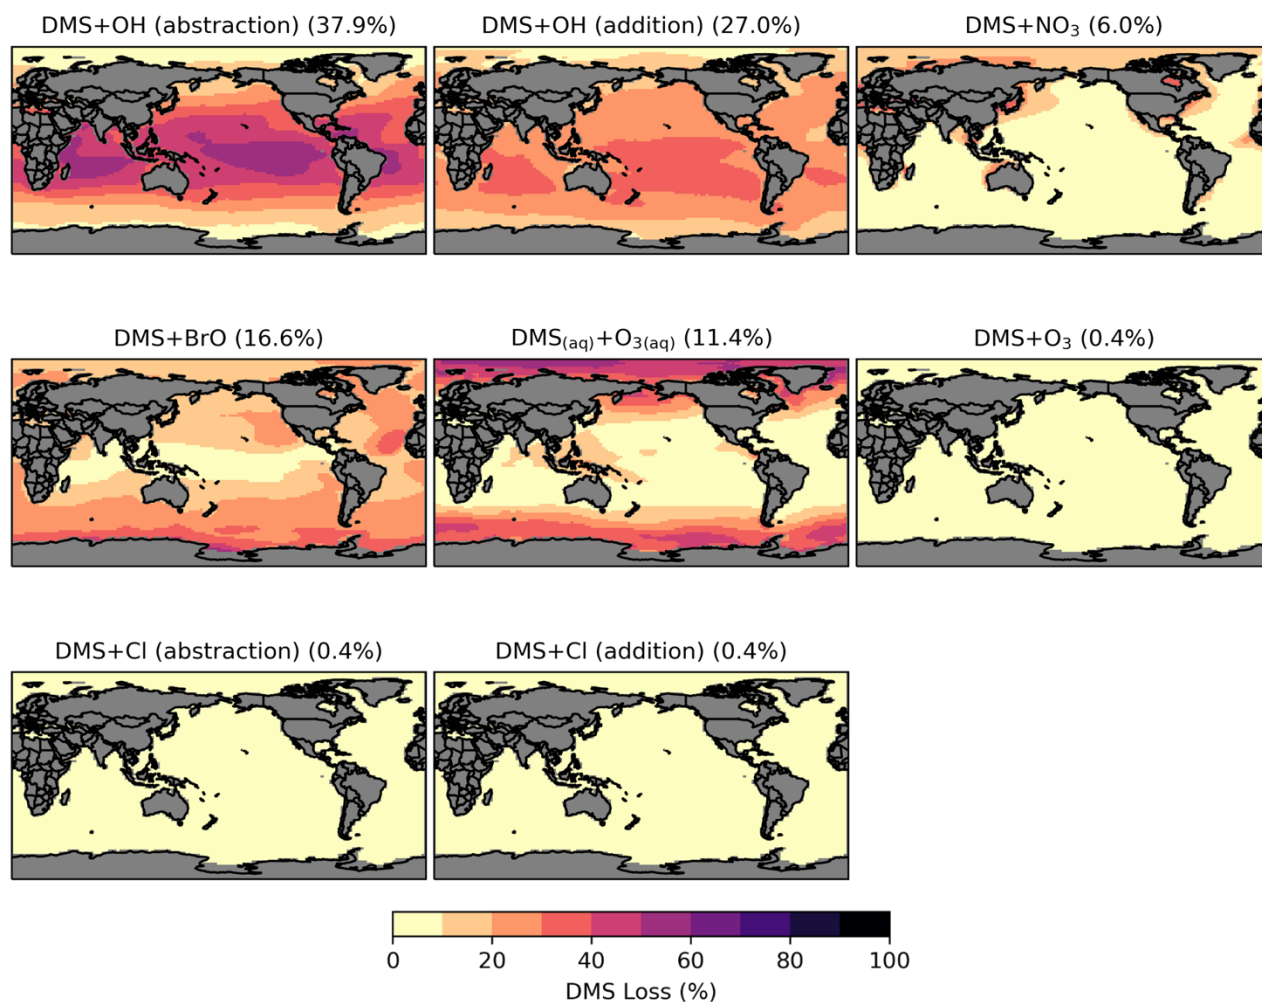 DMS+OH (abstraction) (37.9%)
DMS+OH (addition) (27.0%)
DMS+NO₃ (6.0%)
DMS+BrO (16.6%)
DMS₍aq₎+O₃₍aq₎ (11.4%)
DMS+O₃ (0.4%)
DMS+Cl (abstraction) (0.4%)
DMS+Cl (addition) (0.4%)
0 20 40 60 80 100
DMS Loss (%)